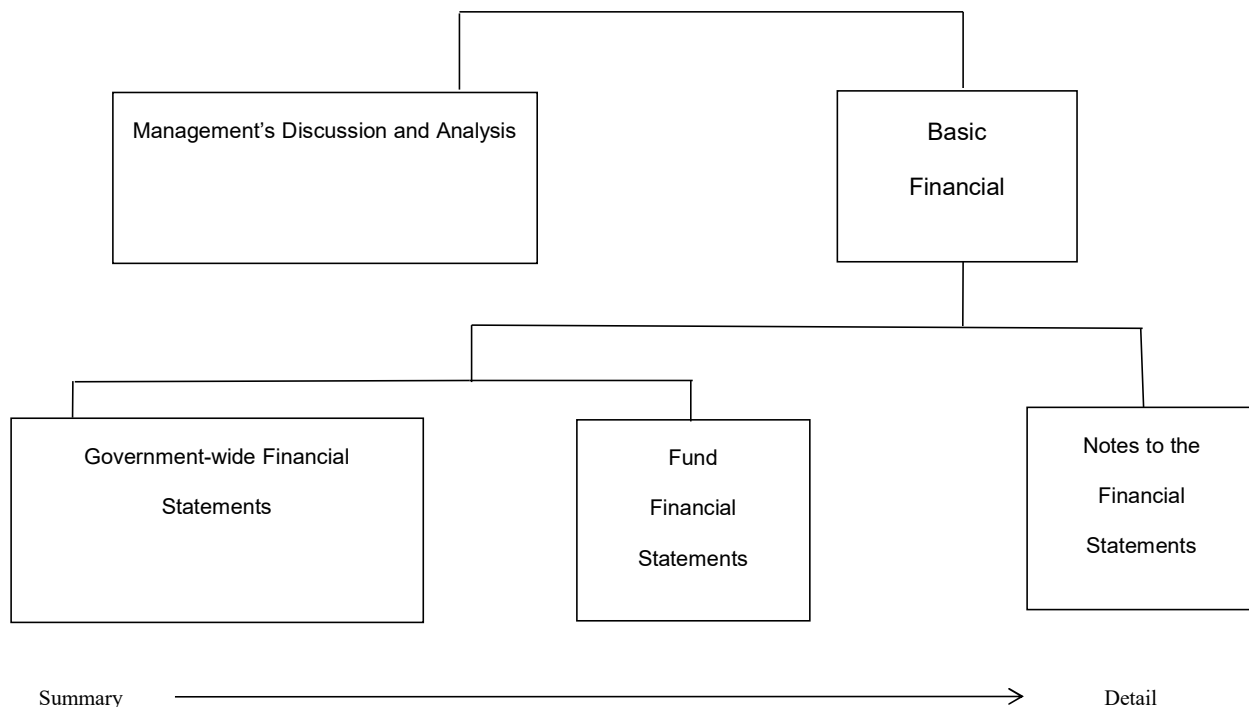 Management’s Discussion and Analysis
Basic
Financial
Government-wide Financial
Statements
Fund
Financial
Statements
Notes to the
Financial
Statements
Summary
Detail